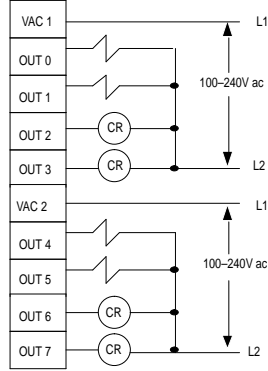 VAC 1
L1
OUT 0
OUT 1
100–240V ac
OUT 2
CR
OUT 3
CR
L2
VAC 2
L1
OUT 4
OUT 5
100–240V ac
OUT 6
CR
OUT 7
CR
L2